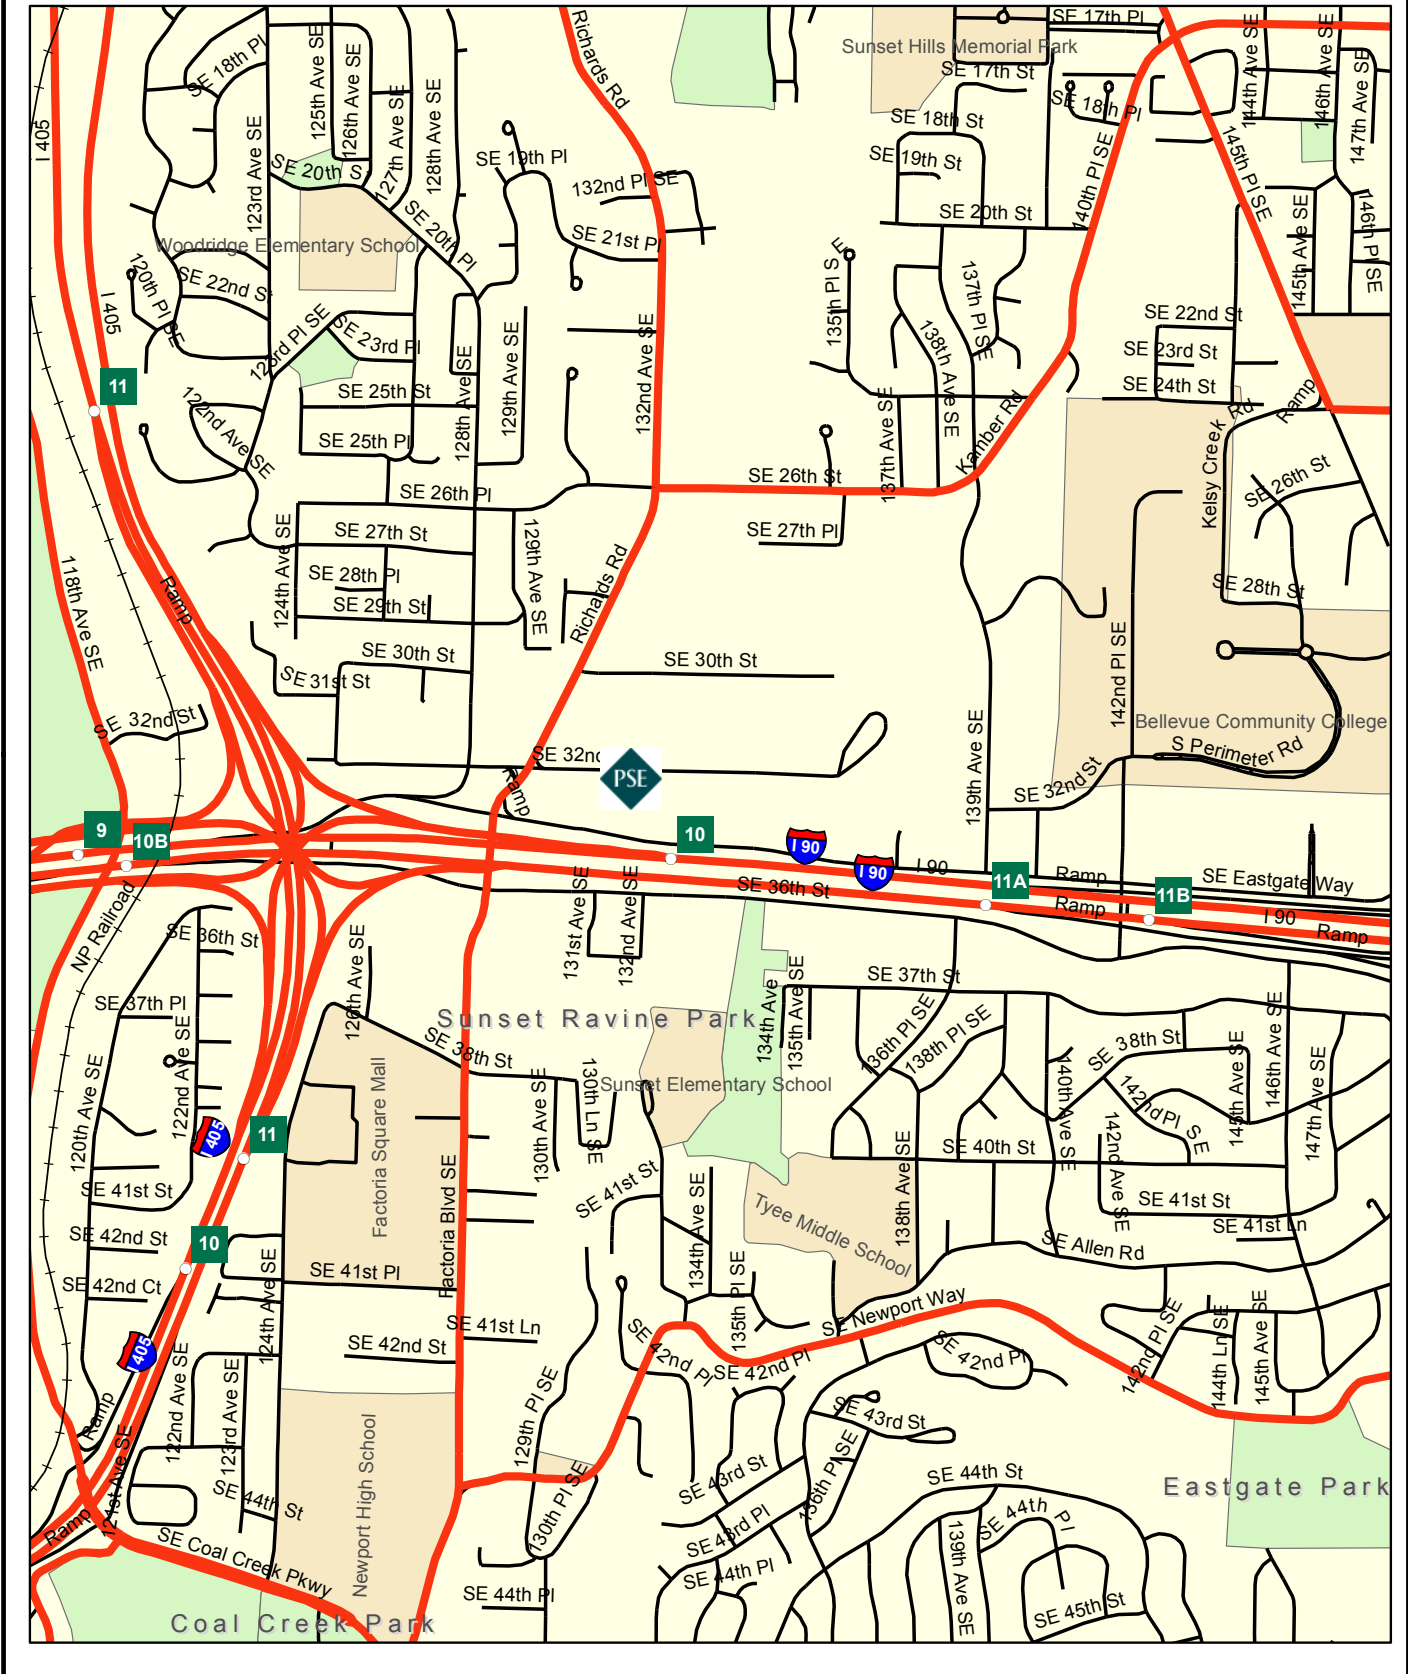 SE 17th Pl
Sunset Hills Memorial Park
SE 17th St
SE 18th Pl
SE 18th Pl
125th Ave SE
126th Ave SE
127th Ave SE
128th Ave SE
Richards Rd
144th Ave SE
146th Ave SE
147th Ave SE
I 405
123rd Ave SE
SE 18th St
SE 19th St
SE 19th Pl
SE 20th S
132nd Pl SE
140th Pl SE
145th Pl SE
SE 20th Pl
SE 20th St
SE 21st Pl
145th Ave SE
146th Pl SE
Woodridge Elementary School
120th Pl SE
SE 22nd St
135th Pl S E
137th Pl SE
138th Ave SE
I 405
123rd Pl SE
SE 23rd Pl
132nd Ave SE
SE 22nd St
SE 23rd St
SE 24th St
11
SE 25th St
128th Ave SE
129th Ave SE
122nd Ave SE
SE 25th Pl
137th Ave SE
Kamber Rd
Kelsy Creek Rd
Ramp
SE 26th St
SE 26th St
SE 26th Pl
SE 27th St
SE 27th Pl
124th Ave SE
129th Ave SE
Richards Rd
118th Ave SE
Ramp
SE 28th Pl
SE 28th St
SE 29th St
SE 30th St
SE 30th St
SE 31st St
142nd Pl SE
SE 32nd St
Bellevue Community College
S Perimeter Rd
SE 32nd
PSE
Ramp
139th Ave SE
SE 32nd St
9
10B
10
I 90
I 90
I 90
11A
Ramp
SE Eastgate Way
SE 36th St
Ramp
11B
I 90
Ramp
NP Railroad
131st Ave SE
132nd Ave SE
SE 36th St
126th Ave SE
SE 37th St
SE 37th Pl
134th Ave
135th Ave SE
136th Pl SE
138th Pl SE
Sunset Ravine Park
122nd Ave SE
SE 38th St
SE 38th St
145th Ave SE
146th Ave SE
147th Ave SE
120th Ave SE
Factoria Square Mall
130th Ave SE
130th Ln SE
Sunset Elementary School
140th Ave SE
142nd Pl SE
142nd Ave SE
I 405
11
SE 40th St
138th Ave SE
SE 41st St
SE 41st St
SE 41st St
134th Ave SE
Tyee Middle School
SE 41st Ln
SE 42nd St
10
Factoria Blvd SE
SE Allen Rd
SE 41st Pl
SE 42nd Ct
124th Ave SE
135th Pl SE
SE Newport Way
SE 41st Ln
SE 42nd St
SE 42nd Pl
SE 42nd Pl
SE 42nd Pl
142nd Pl SE
144th Ln SE
145th Ave SE
I 405
122nd Ave SE
123rd Ave SE
129th Pl SE
Ramp
SE 43rd St
SE 43rd St
136th Pl SE
121st Ave SE
Newport High School
SE 44th St
SE 44th St
Eastgate Park
130th Pl SE
SE 43rd Pl
SE 44th Pl
Ramp
SE Coal Creek Pkwy
SE 44th Pl
SE 44th Pl
139th Ave SE
SE 45th St
Coal Creek Park